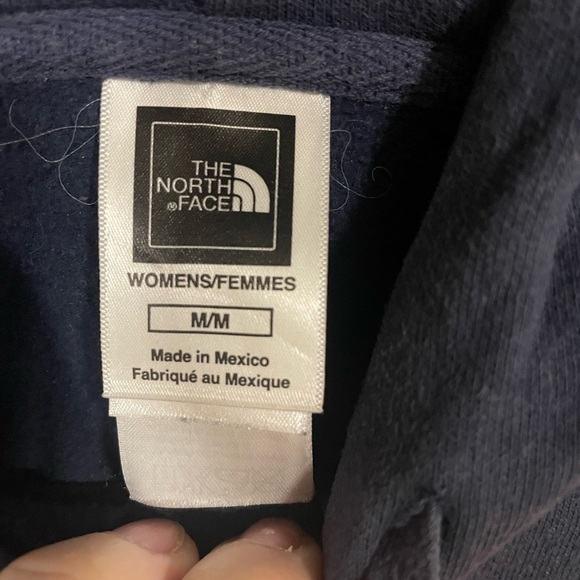 THE
NORTH
®FACE
WOMENS/FEMMES
M/M
Made in Mexico
Fabriqué au Mexique